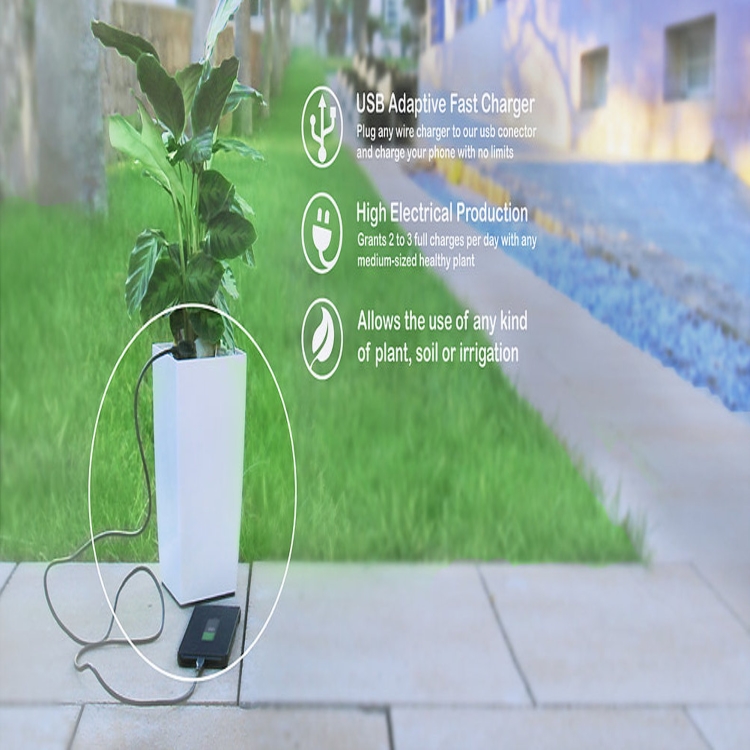 USB Adaptive Fast Charger
Plug any wire charger to our usb conector
and charge your phone with no limits
High Electrical Production
Grants 2 to 3 full charges per day with any
medium-sized healthy plant
Allows the use of any kind
of plant, soil or irrigation